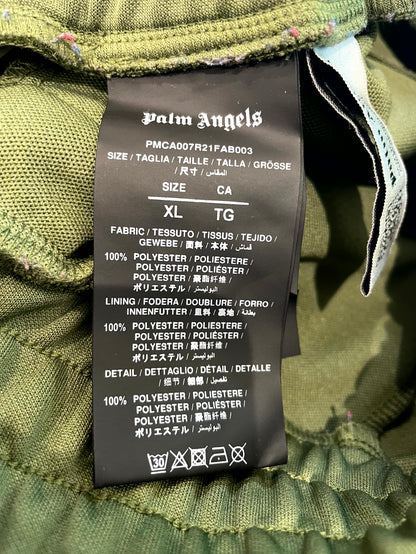 Palm Angels
PMCA007R21FAB003
SIZE / TAGLIA / TAILLE / TALLA / GRÖSSE
/ 尺寸 / المقاس
SIZE CA
XL TG
FABRIC / TESSUTO / TISSUS / TEJIDO /
GEWEBE / 面料 / 本体 / قماش
100% POLYESTER / POLIESTERE /
POLYESTER / POLIÉSTER /
POLYESTER / 聚酯纤维 /
ポリエステル / البوليستر
LINING / FODERA / DOUBLURE / FORRO /
INNENFUTTER / 里料 / 裏地 / بطانة
100% POLYESTER / POLIESTERE /
POLYESTER / POLIÉSTER /
POLYESTER / 聚酯纤维 /
ポリエステル / البوليستر
DETAIL / DETTAGLIO / DÉTAIL / DETALLE
/ 细节 / 細部 / تفصيل
100% POLYESTER / POLIESTERE /
POLYESTER / POLIÉSTER /
POLYESTER / 聚酯纤维 /
ポリエステル / البوليستر
30